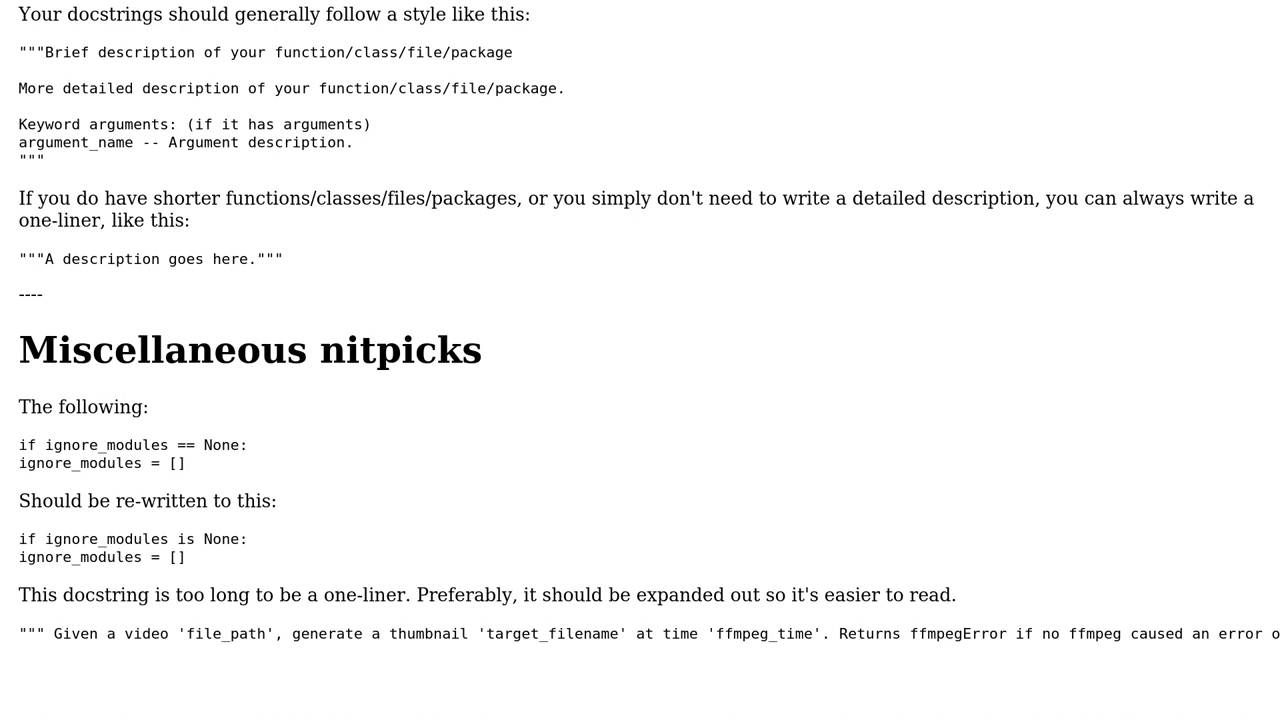 Your docstrings should generally follow a style like this:
"""Brief description of your function/class/file/package
More detailed description of your function/class/file/package.
Keyword arguments: (if it has arguments)
argument_name -- Argument description.
"""
If you do have shorter functions/classes/files/packages, or you simply don't need to write a detailed description, you can always write a
one-liner, like this:
"""A description goes here."""
----
Miscellaneous nitpicks
The following:
if ignore_modules == None:
ignore_modules = []
Should be re-written to this:
if ignore_modules is None:
ignore_modules = []
This docstring is too long to be a one-liner. Preferably, it should be expanded out so it's easier to read.
""" Given a video 'file_path', generate a thumbnail 'target_filename' at time 'ffmpeg_time'. Returns ffmpegError if no ffmpeg caused an error